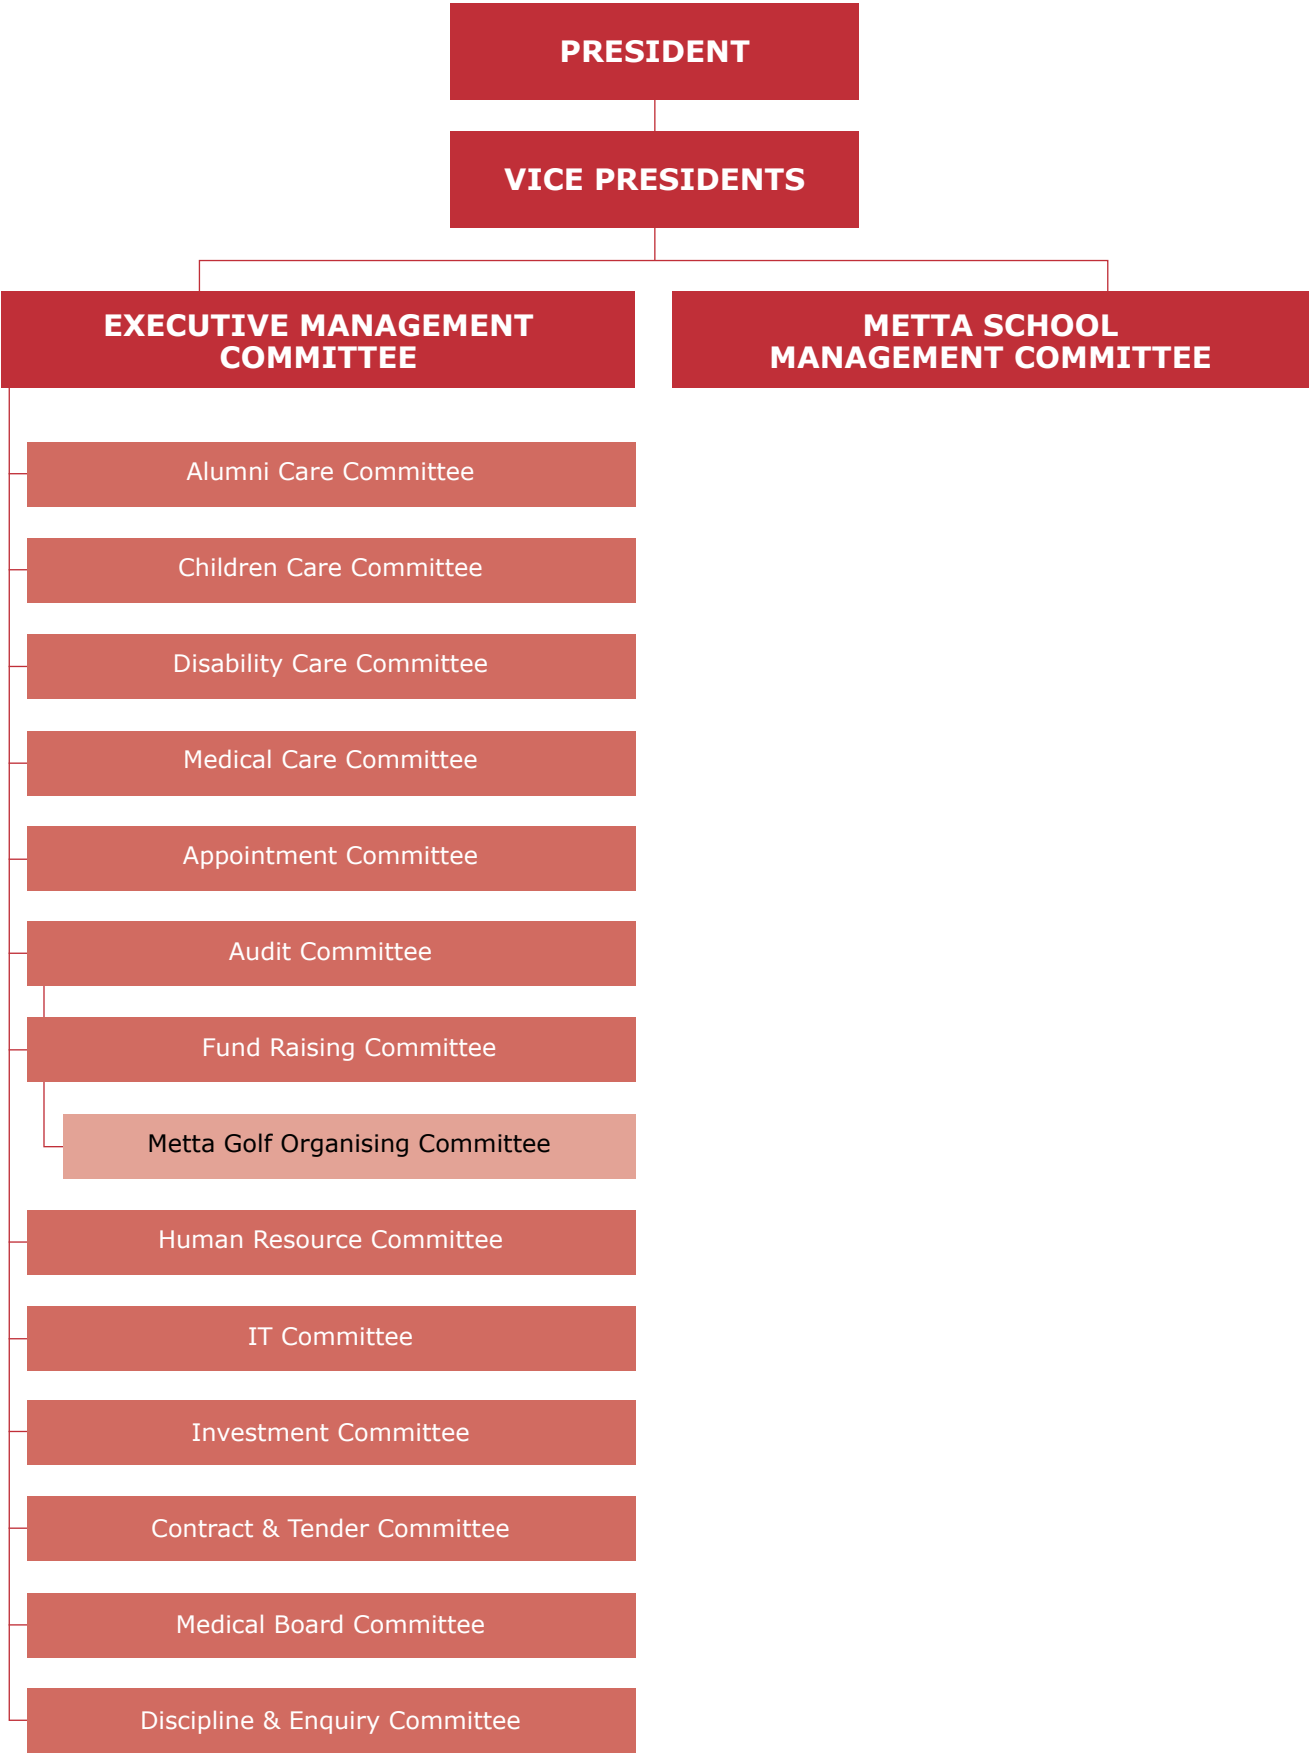 PRESIDENT
VICE PRESIDENTS
EXECUTIVE MANAGEMENT
COMMITTEE
METTA SCHOOL
MANAGEMENT COMMITTEE
Alumni Care Committee
Children Care Committee
Disability Care Committee
Medical Care Committee
Appointment Committee
Audit Committee
Fund Raising Committee
Metta Golf Organising Committee
Human Resource Committee
IT Committee
Investment Committee
Contract & Tender Committee
Medical Board Committee
Discipline & Enquiry Committee